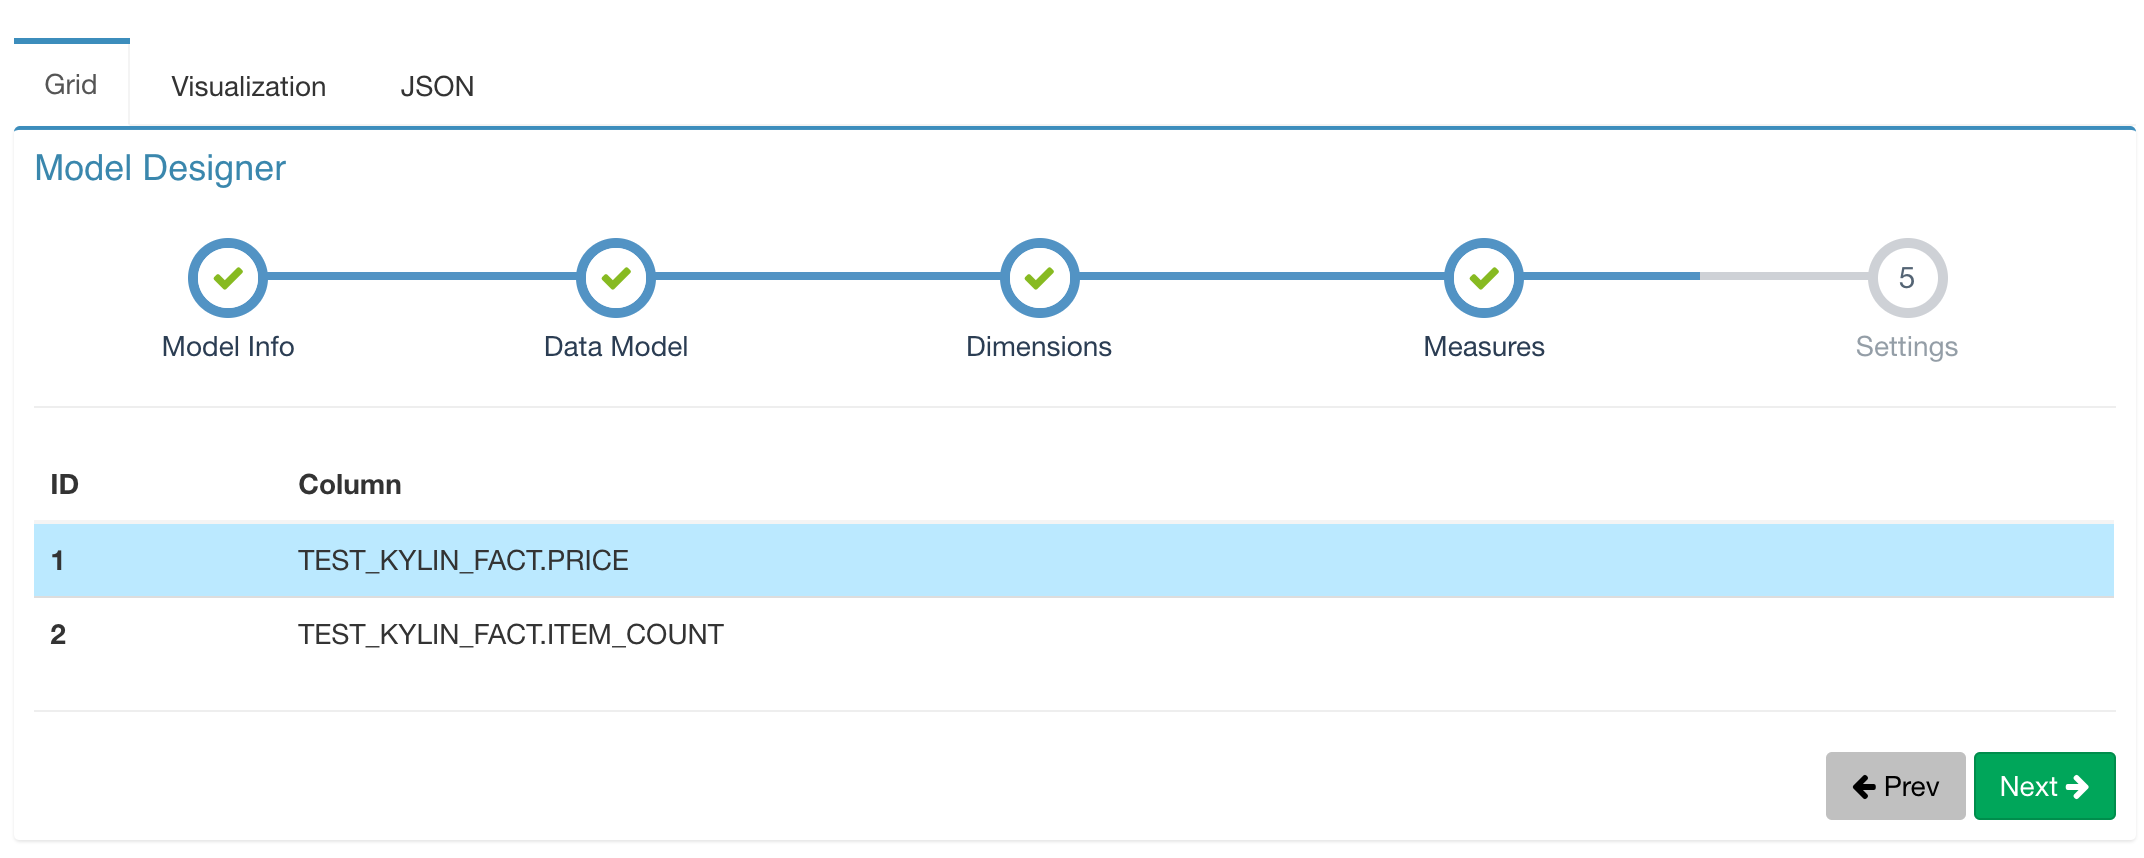 Grid Visualization JSON
Model Designer
5
Model Info Data Model Dimensions Measures Settings
ID Column
1 TEST_KYLIN_FACT.PRICE
2 TEST_KYLIN_FACT.ITEM_COUNT
Prev Next